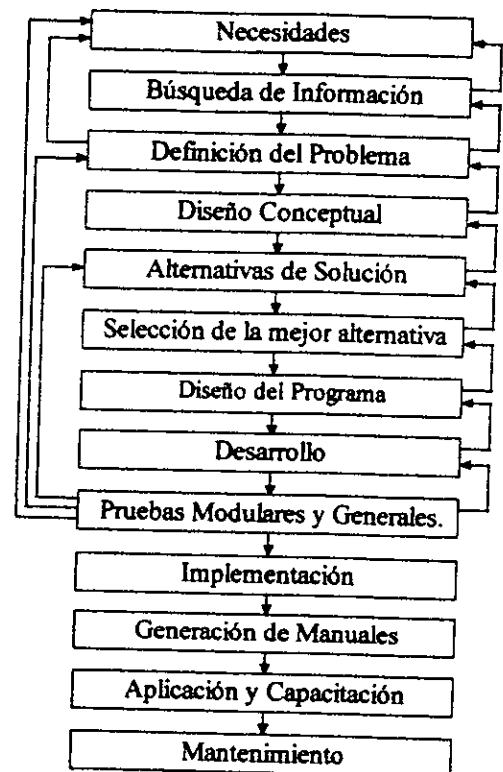 Necesidades
Búsqueda de Información
Definición del Problema
Diseño Conceptual
Alternativas de Solución
Selección de la mejor alternativa
Diseño del Programa
Desarrollo
Pruebas Modulares y Generales.
Implementación
Generación de Manuales
Aplicación y Capacitación
Mantenimiento